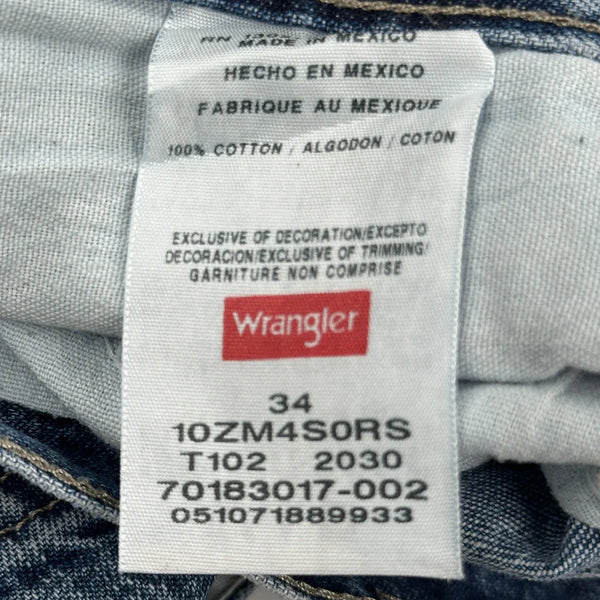 MADE IN MEXICO
HECHO EN MEXICO
FABRIQUE AU MEXIQUE
100% COTTON / ALGODON / COTON
EXCLUSIVE OF DECORATION/EXCEPTO
DECORACION/EXCLUSIVE OF TRIMMING/
GARNITURE NON COMPRISE
Wrangler
34
10ZM4S0RS
T102 2030
70183017-002
051071889933